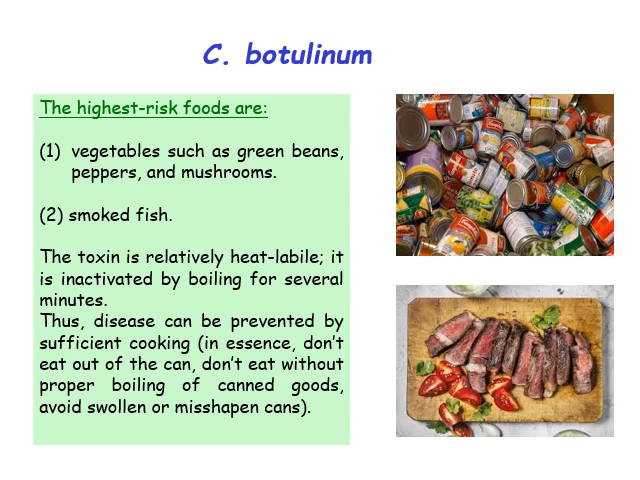 C. botulinum
The highest-risk foods are:
(1) vegetables such as green beans,
peppers, and mushrooms.
(2) smoked fish.
The toxin is relatively heat-labile; it
is inactivated by boiling for several
minutes.
Thus, disease can be prevented by
sufficient cooking (in essence, don’t
eat out of the can, don’t eat without
proper boiling of canned goods,
avoid swollen or misshapen cans).